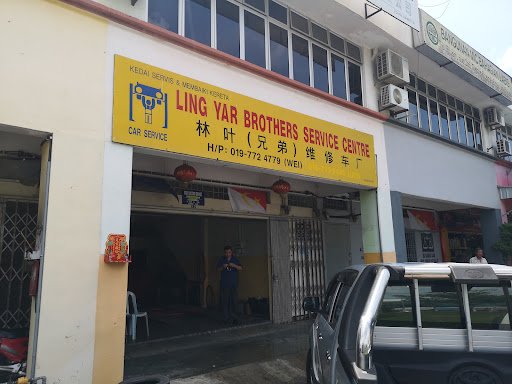 KEDAI SERVIS & MEMBAIKI KERETA
LING YAR BROTHERS SERVICE CENTRE
林叶(兄弟)维修车厂
CAR SERVICE
H/P: 019-772 4779 (WEI)